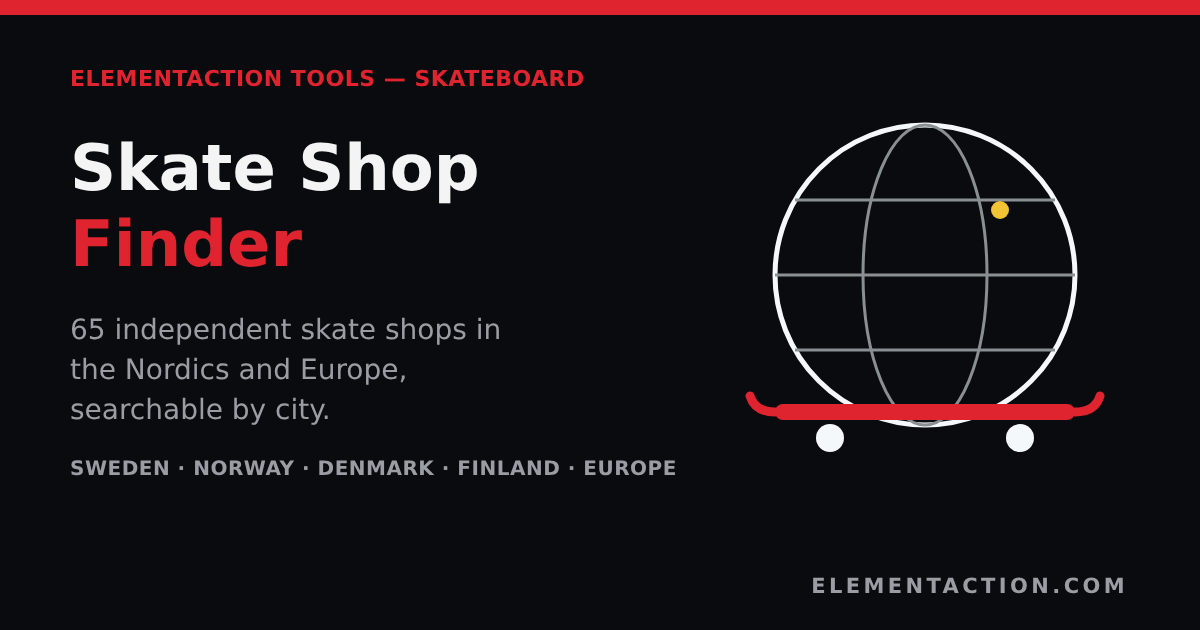 ELEMENTACTION TOOLS — SKATEBOARD
Skate Shop
Finder
65 independent skate shops in
the Nordics and Europe,
searchable by city.
SWEDEN · NORWAY · DENMARK · FINLAND · EUROPE
ELEMENTACTION.COM